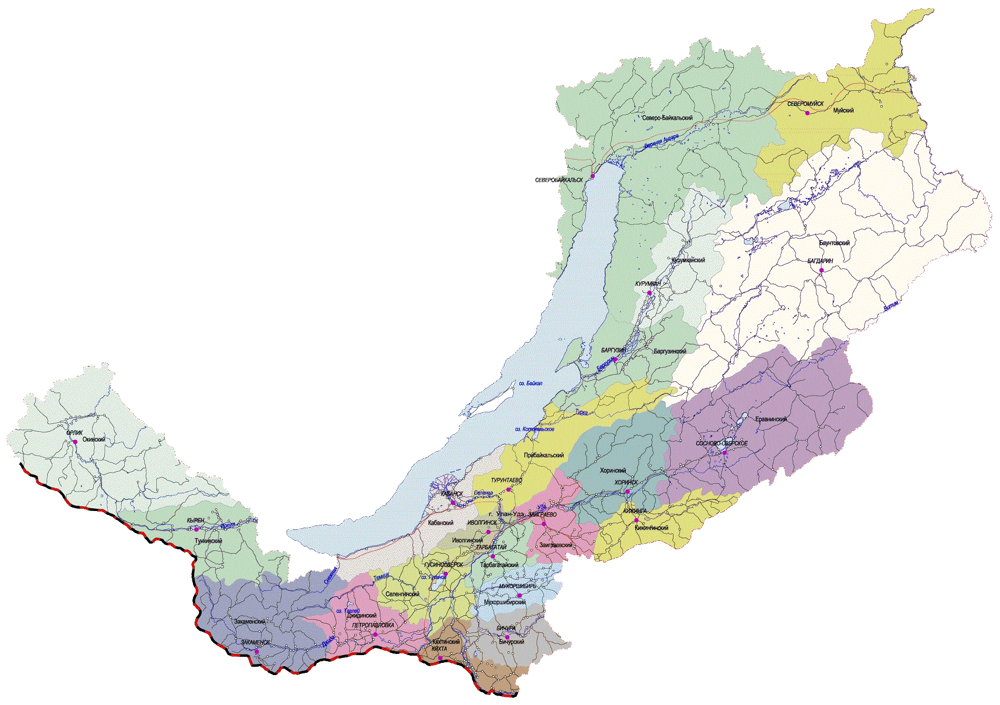 СЕВЕРОМУЙСК
Муйский
Северо-Байкальский
Верхняя Ангара
СЕВЕРОБАЙКАЛЬСК
Баунтовский
БАГДАРИН
Курумканский
КУРУМКАН
Витим
БАРГУЗИН
Баргузинский
Баргузин
оз. Байкал
Турка
оз. Котокельское
Еравнинский
СОСНОВО-ОЗЕРСКОЕ
ОРЛИК
Окинский
Прибайкальский
Хоринский
ТУРУНТАЕВО
ХОРИНСК
КАБАНСК
Селенга
Уда
КИЖИНГА
г. Улан-Удэ
ЗАИГРАЕВО
КЫРЕН
Иркут
Кабанский
ИВОЛГИНСК
Кижингинский
Тункинский
Иволгинский
ТАРБАГАТАЙ
Заиграевский
ГУСИНООЗЕРСК
Тарбагатайский
Снежная
Темник
оз. Гусиное
МУХОРШИБИРЬ
Селенгинский
Мухоршибирский
оз. Таглей
Джидинский
Закаменский
ПЕТРОПАВЛОВКА
БИЧУРА
ЗАКАМЕНСК
Джида
Кяхтинский
Бичурский
КЯХТА